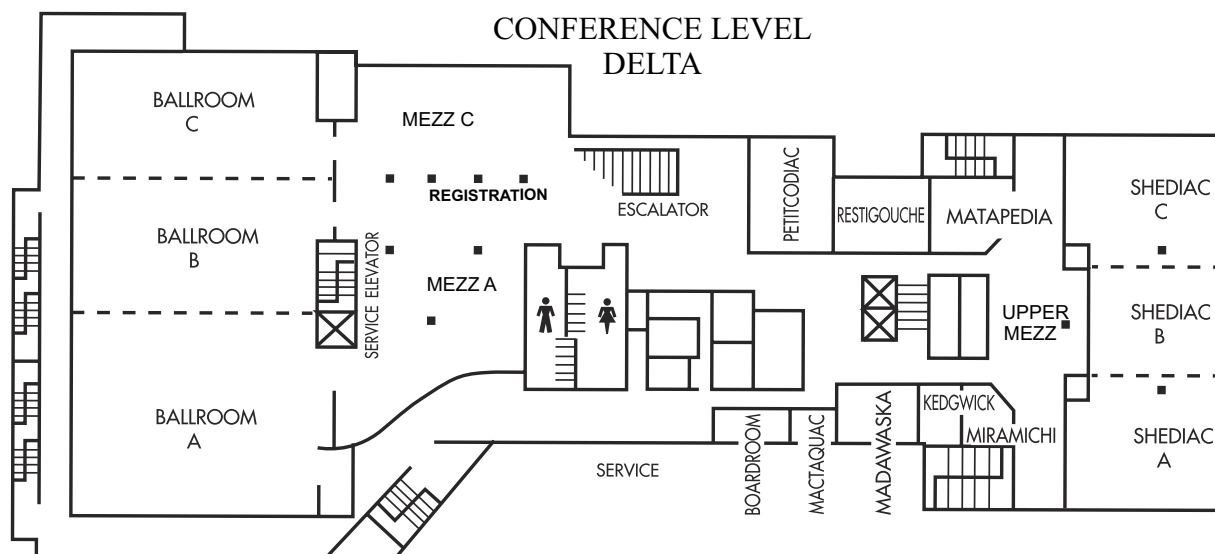 CONFERENCE LEVEL
DELTA
BALLROOM
C
MEZZ C
REGISTRATION
ESCALATOR
PETITCODIAC
RESTIGOUCHE
MATAPEDIA
SHEDIAC
C
BALLROOM
B
SERVICE ELEVATOR
MEZZ A
UPPER
MEZZ
SHEDIAC
B
BALLROOM
A
SERVICE
BOARDROOM
MACTAQUAC
MADAWASKA
KEDGWICK
MIRAMICHI
SHEDIAC
A